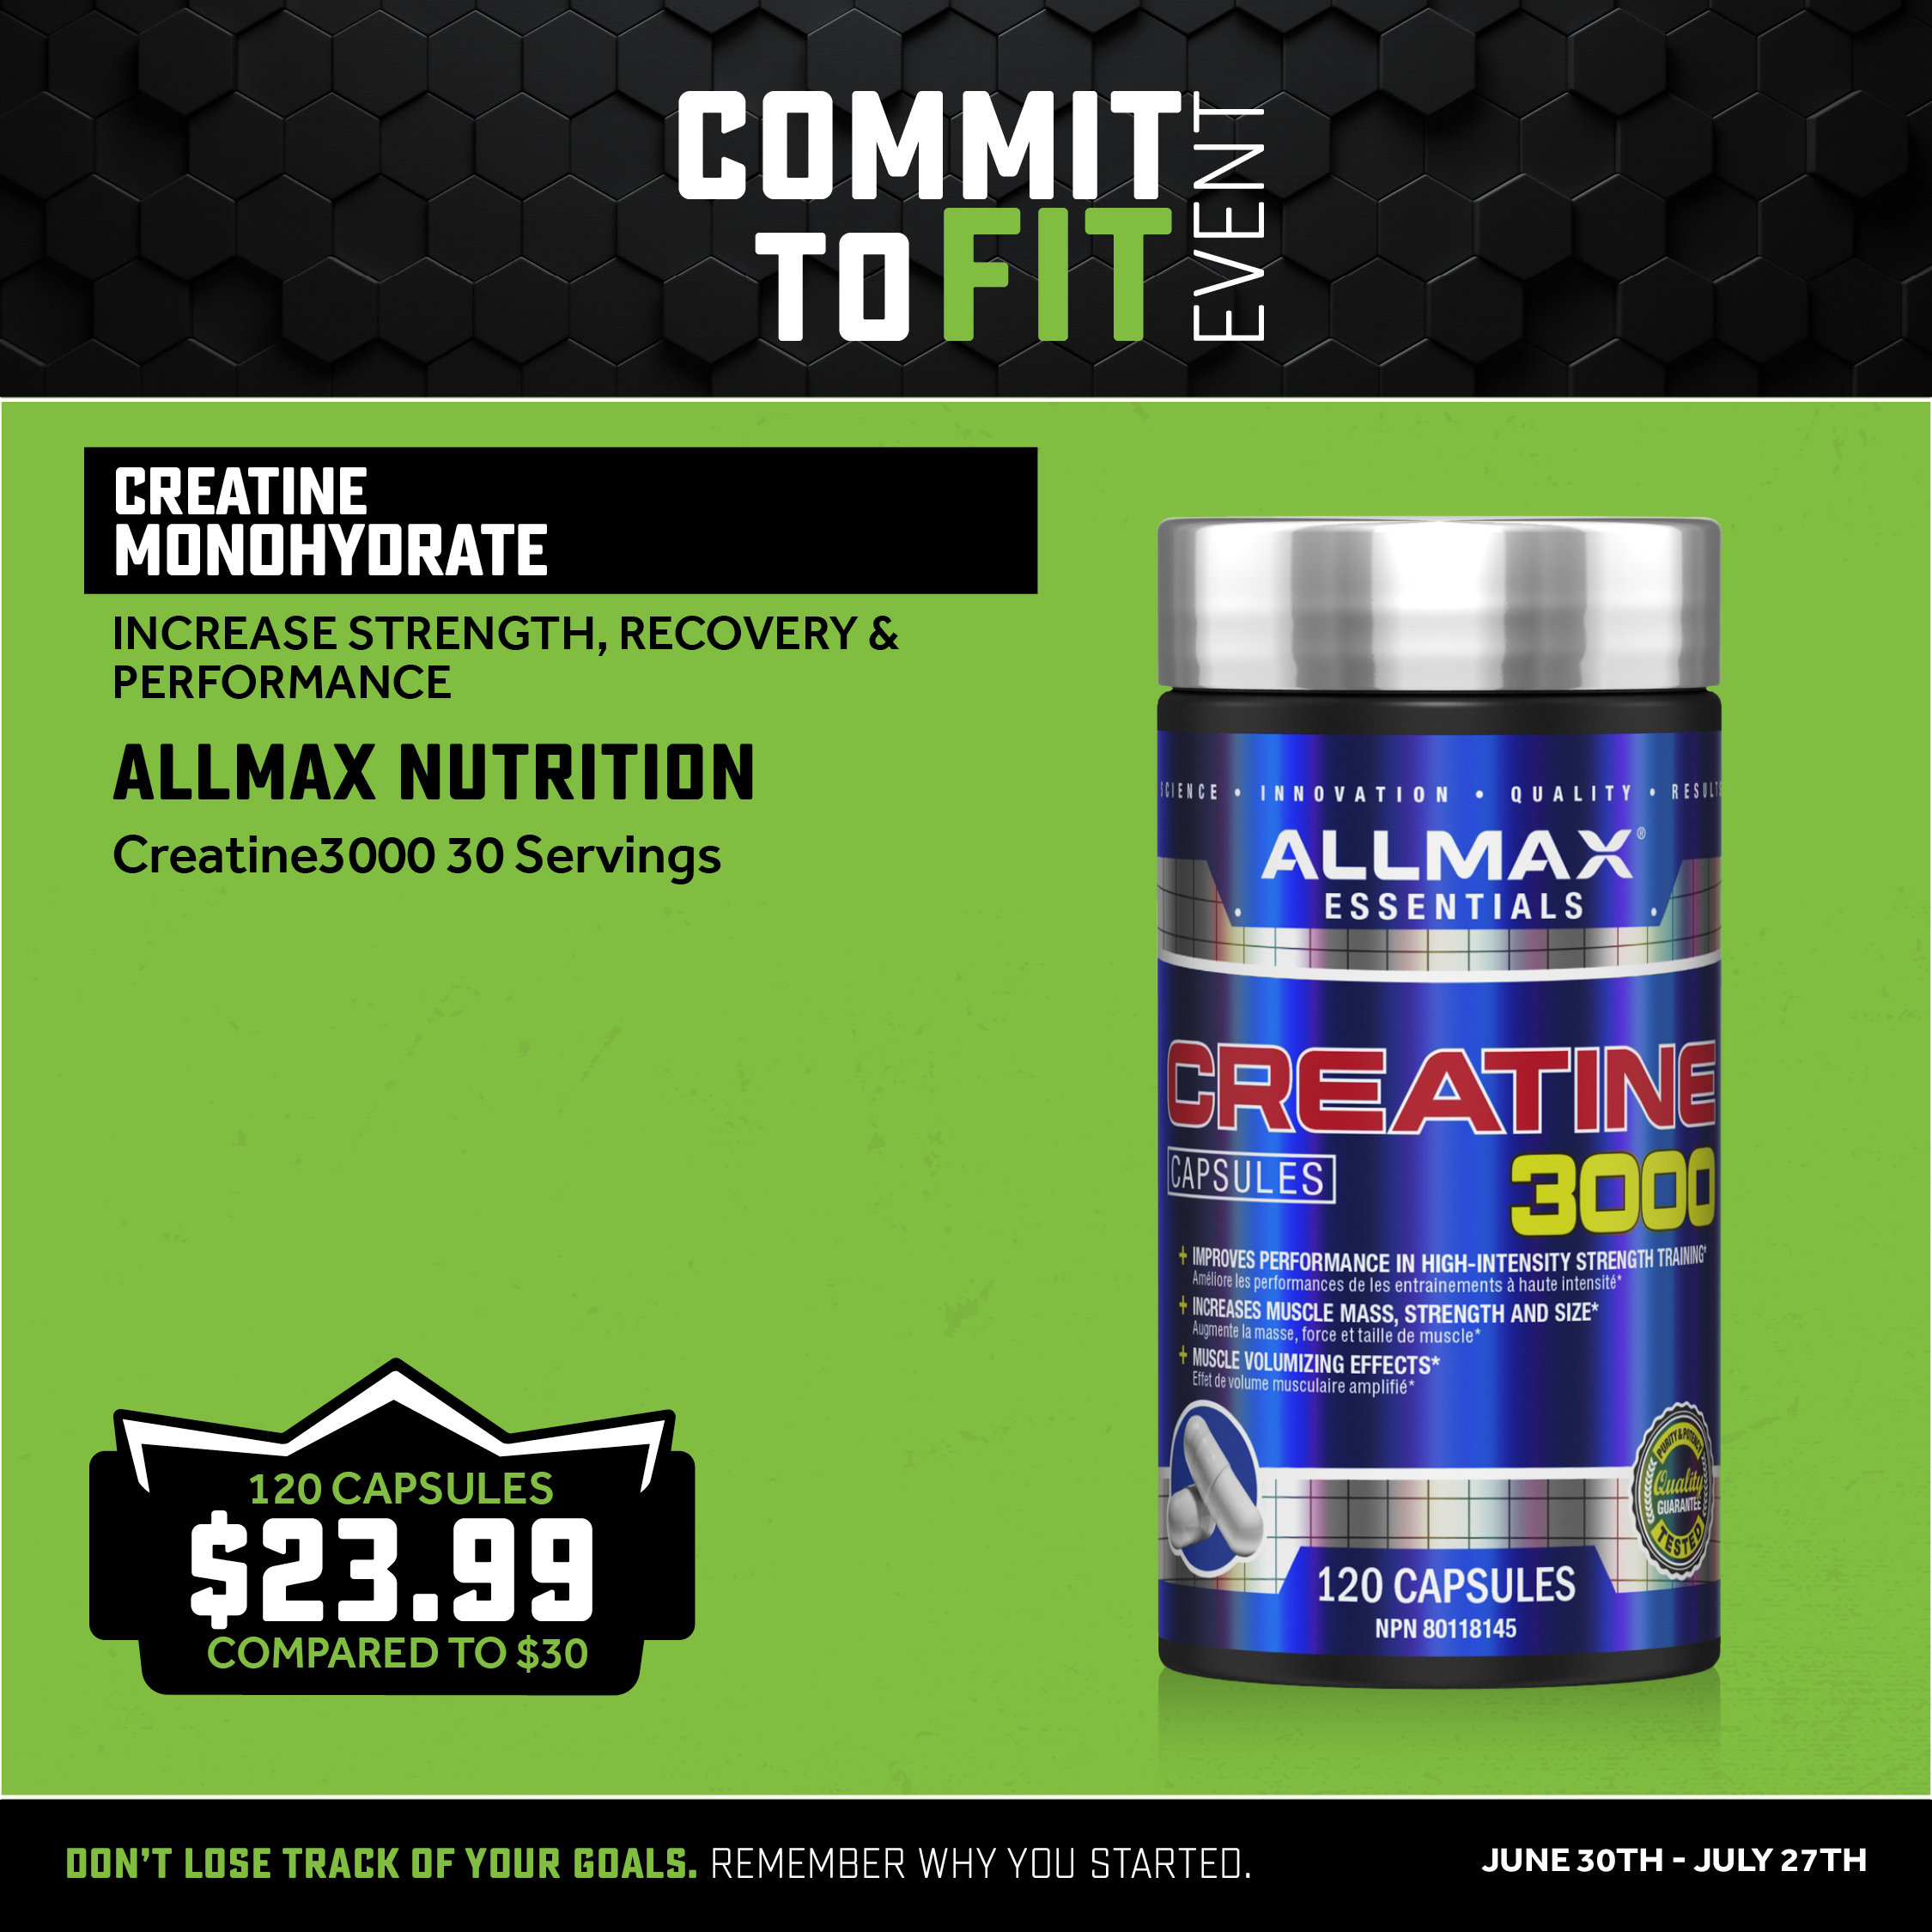 COMMIT
TO FIT
EVENT
CREATINE
MONOHYDRATE
INCREASE STRENGTH, RECOVERY &
PERFORMANCE
ALLMAX NUTRITION
Creatine3000 30 Servings
SCIENCE • INNOVATION • QUALITY • RESULTS
ALLMAX®
ESSENTIALS
CREATINE
CAPSULES
3000
+ IMPROVES PERFORMANCE IN HIGH-INTENSITY STRENGTH TRAINING*
Améliore les performances de les entrainements à haute intensité*
+ INCREASES MUSCLE MASS, STRENGTH AND SIZE*
Augmente la masse, force et taille de muscle*
+ MUSCLE VOLUMIZING EFFECTS*
Effet de volume musculaire amplifié*
PURITY & POTENCY
Quality
GUARANTEE
TESTED
120 CAPSULES
NPN 80118145
120 CAPSULES
$23.99
COMPARED TO $30
DON'T LOSE TRACK OF YOUR GOALS. REMEMBER WHY YOU STARTED.
JUNE 30TH - JULY 27TH